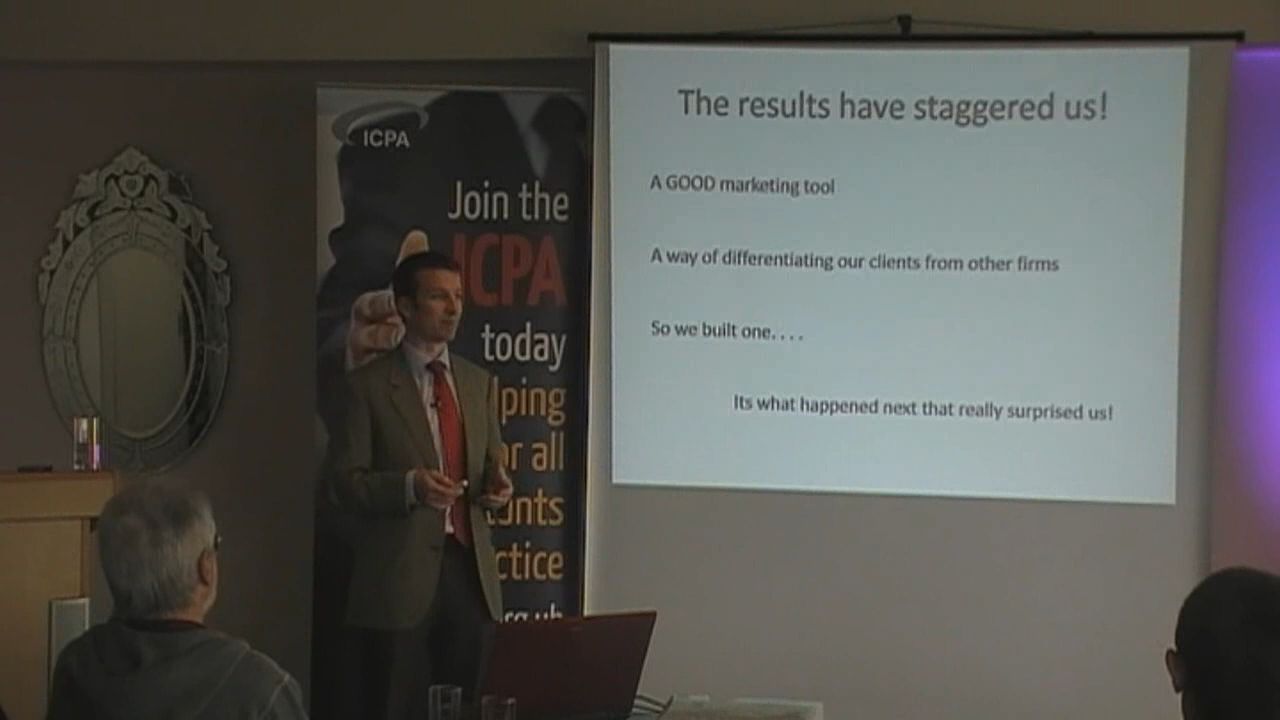 ICPA
Join the
ICPA
today
lping
or all
ants
ctice
The results have staggered us!
A GOOD marketing tool
A way of differentiating our clients from other firms
So we built one. . . .
Its what happened next that really surprised us!